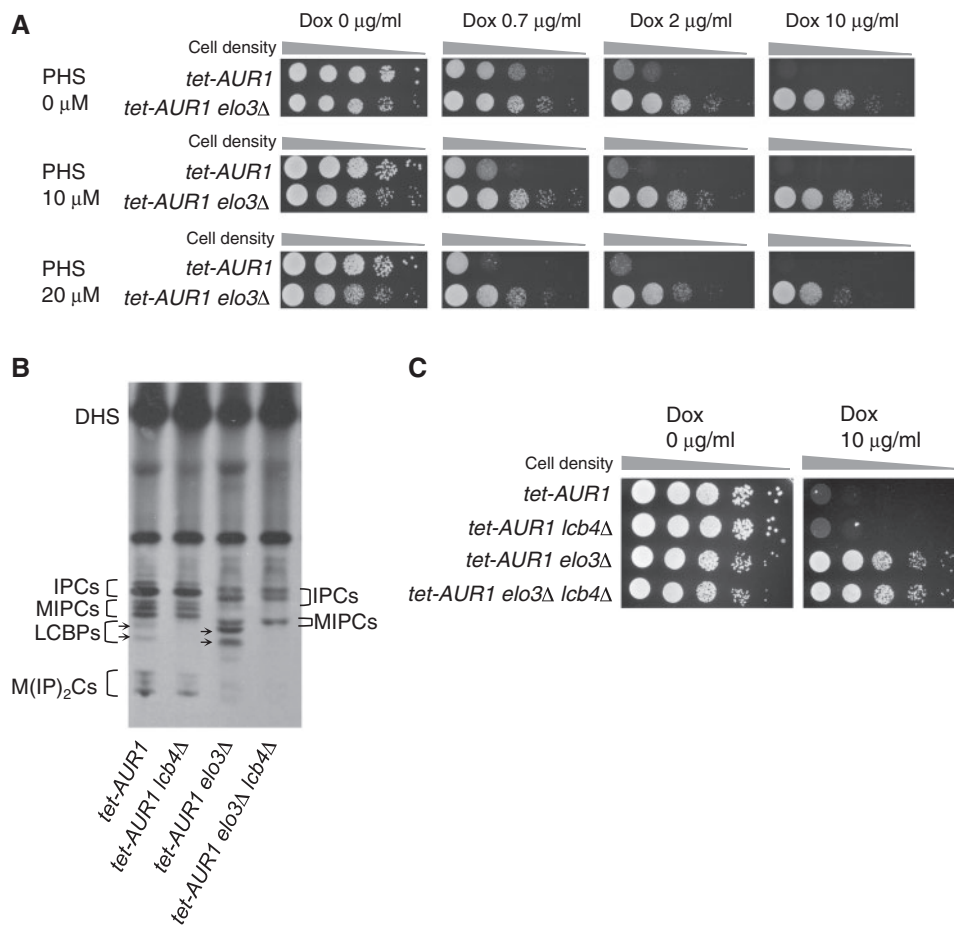 A
Dox 0 μg/ml Dox 0.7 μg/ml Dox 2 μg/ml Dox 10 μg/ml
Cell density
PHS
0 μM
tet-AUR1
tet-AUR1 elo3Δ
Cell density
PHS
10 μM
tet-AUR1
tet-AUR1 elo3Δ
Cell density
PHS
20 μM
tet-AUR1
tet-AUR1 elo3Δ
B
DHS
IPCs
MIPCs
LCBPs
M(IP)₂Cs
IPCs
MIPCs
tet-AUR1
tet-AUR1 lcb4Δ
tet-AUR1 elo3Δ
tet-AUR1 elo3Δ lcb4Δ
C
Dox
0 μg/ml
Dox
10 μg/ml
Cell density
tet-AUR1
tet-AUR1 lcb4Δ
tet-AUR1 elo3Δ
tet-AUR1 elo3Δ lcb4Δ